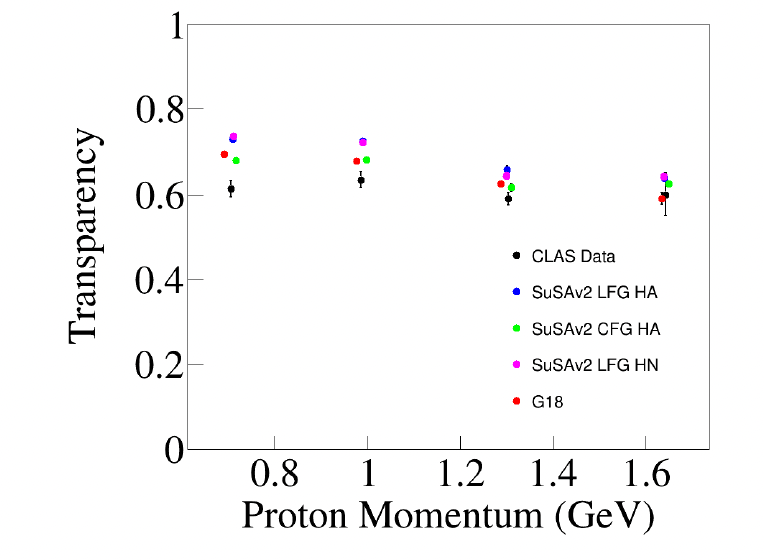 1
0.8
0.6
0.4
0.2
0
Transparency
CLAS Data
SuSAv2 LFG HA
SuSAv2 CFG HA
SuSAv2 LFG HN
G18
0.8 1 1.2 1.4 1.6
Proton Momentum (GeV)